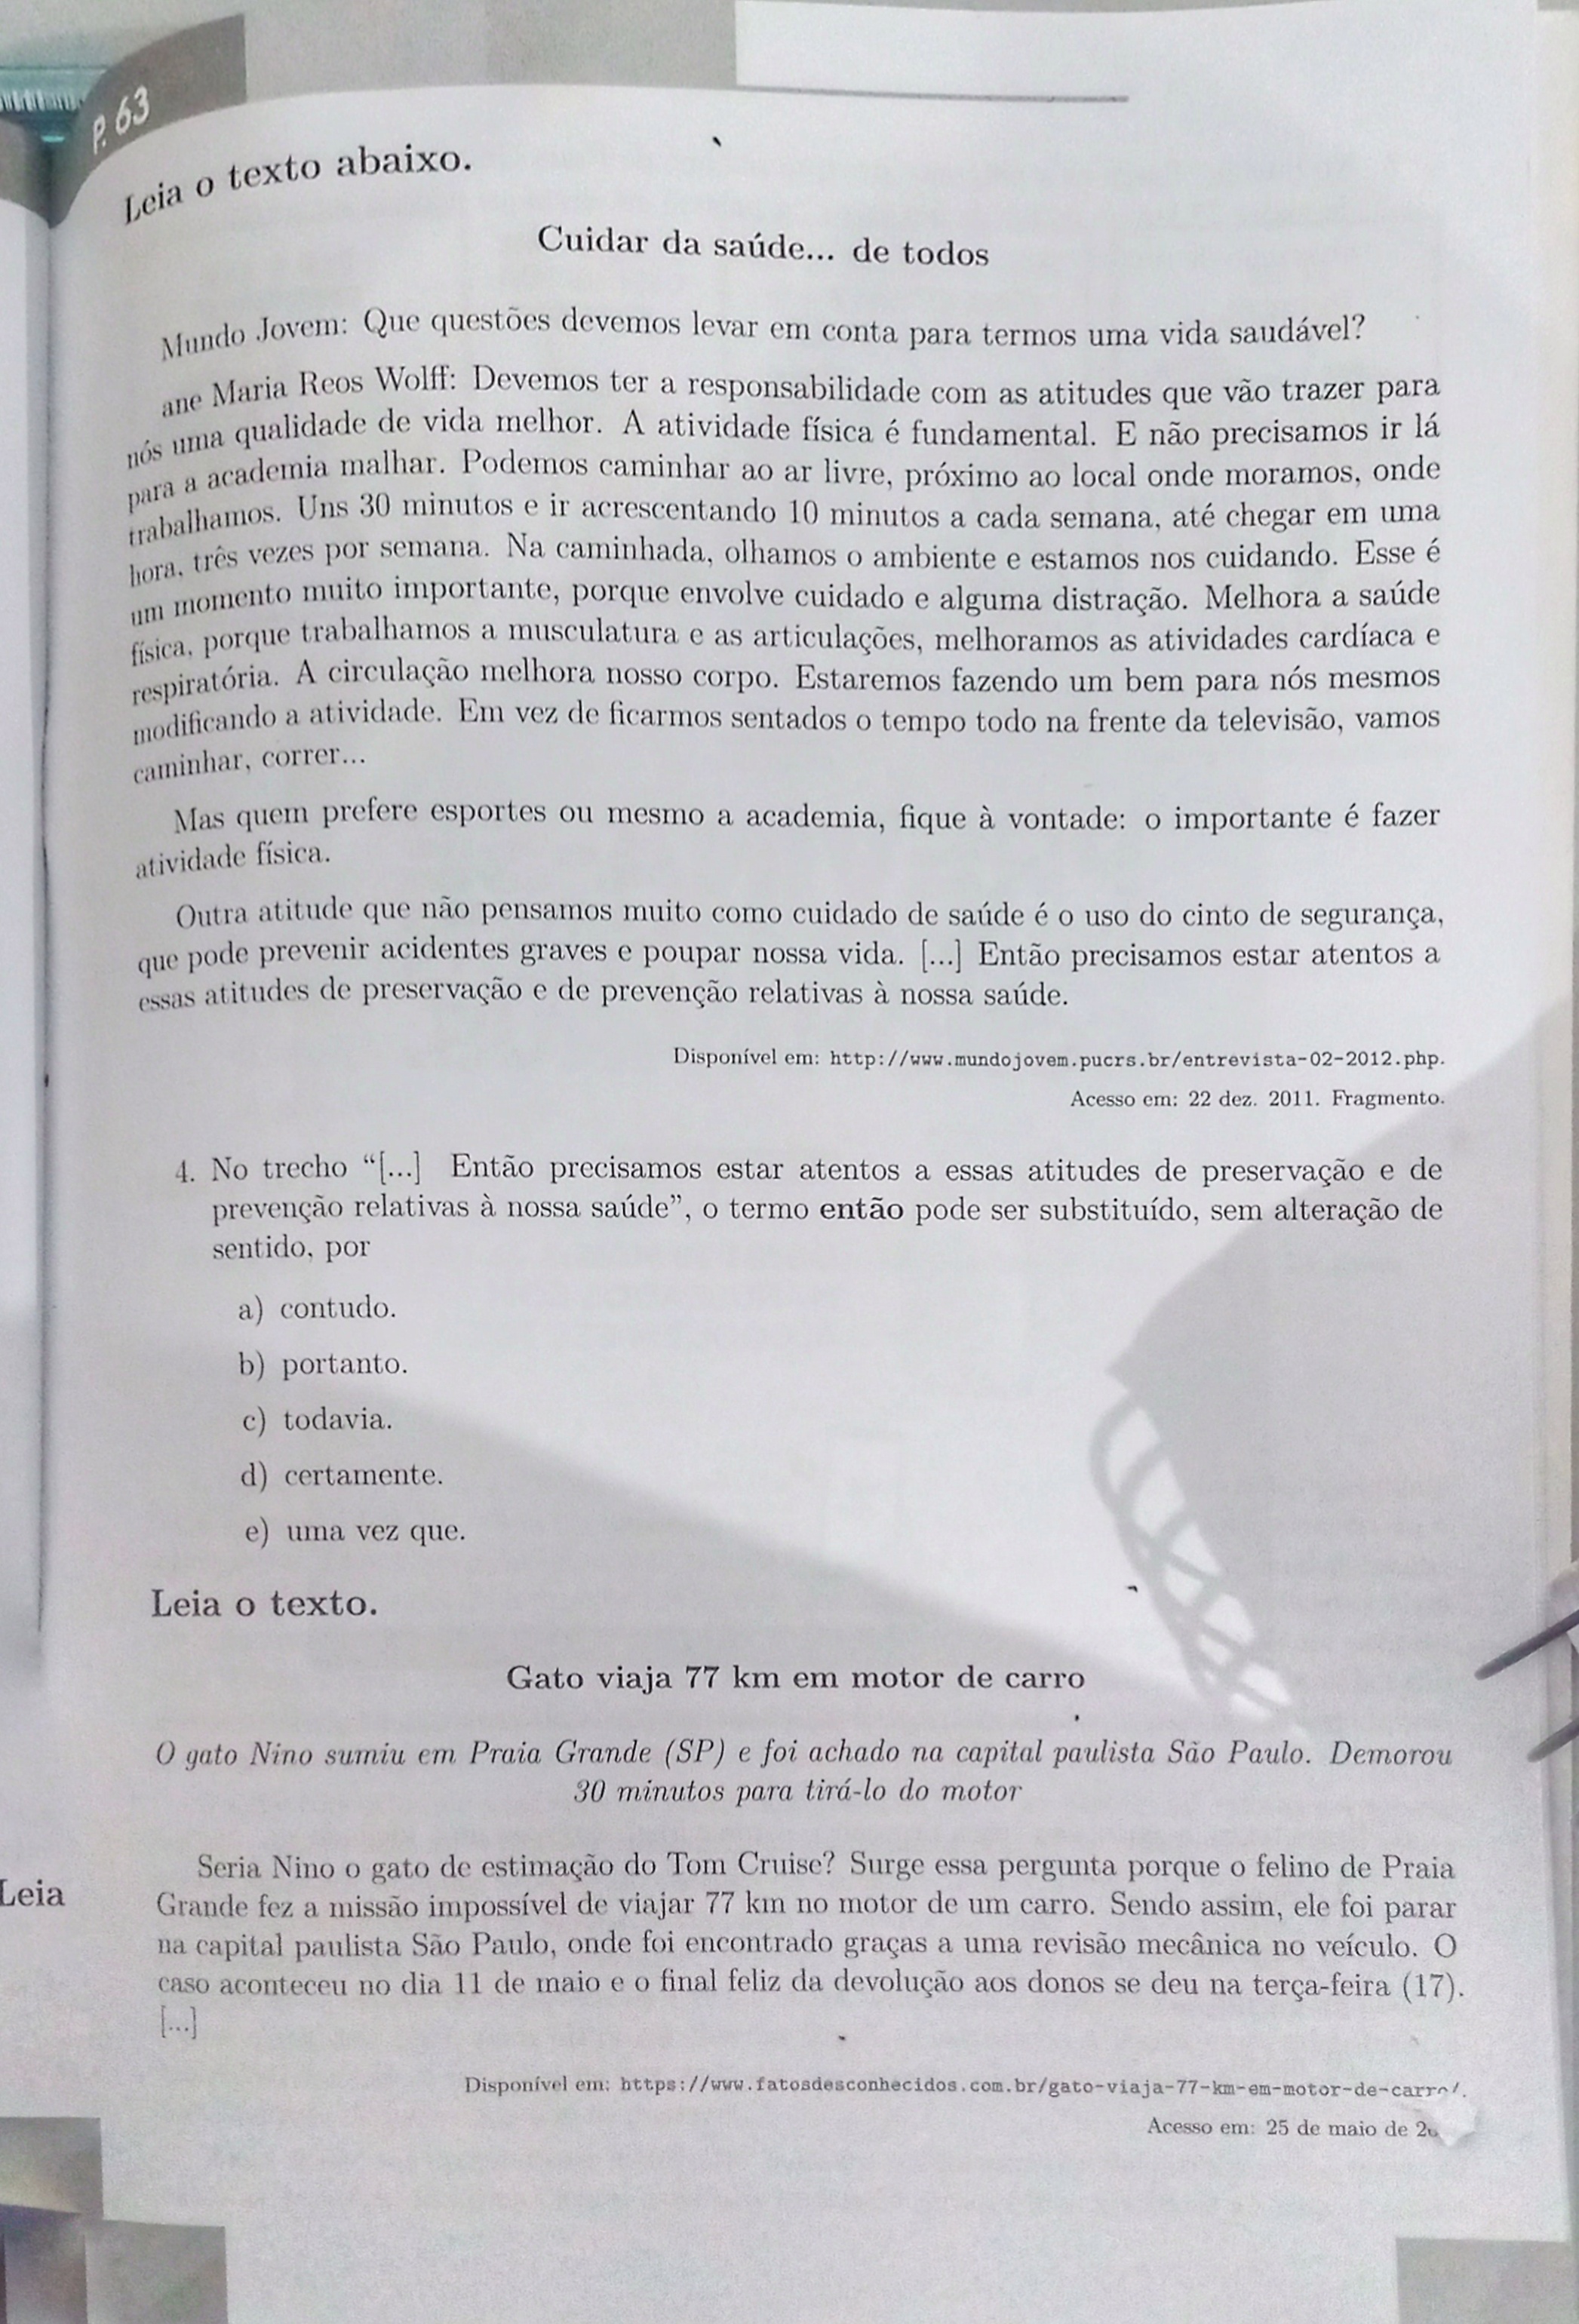 P. 63
Leia o texto abaixo.
Cuidar da saúde... de todos
Mundo Jovem: Que questões devemos levar em conta para termos uma vida saudável?
ane Maria Reos Wolff: Devemos ter a responsabilidade com as atitudes que vão trazer para
nós uma qualidade de vida melhor. A atividade física é fundamental. E não precisamos ir lá
para a academia malhar. Podemos caminhar ao ar livre, próximo ao local onde moramos, onde
trabalhamos. Uns 30 minutos e ir acrescentando 10 minutos a cada semana, até chegar em uma
hora, três vezes por semana. Na caminhada, olhamos o ambiente e estamos nos cuidando. Esse é
um momento muito importante, porque envolve cuidado e alguma distração. Melhora a saúde
física, porque trabalhamos a musculatura e as articulações, melhoramos as atividades cardíaca e
respiratória. A circulação melhora nosso corpo. Estaremos fazendo um bem para nós mesmos
modificando a atividade. Em vez de ficarmos sentados o tempo todo na frente da televisão, vamos
caminhar, correr...
Mas quem prefere esportes ou mesmo a academia, fique à vontade: o importante é fazer
atividade física.
Outra atitude que não pensamos muito como cuidado de saúde é o uso do cinto de segurança,
que pode prevenir acidentes graves e poupar nossa vida. [...] Então precisamos estar atentos a
essas atitudes de preservação e de prevenção relativas à nossa saúde.
Disponível em: http://www.mundojovem.pucrs.br/entrevista-02-2012.php.
Acesso em: 22 dez. 2011. Fragmento.
4. No trecho “[...] Então precisamos estar atentos a essas atitudes de preservação e de
prevenção relativas à nossa saúde”, o termo então pode ser substituído, sem alteração de
sentido, por
a) contudo.
b) portanto.
c) todavia.
d) certamente.
e) uma vez que.
Leia o texto.
Gato viaja 77 km em motor de carro
O gato Nino sumiu em Praia Grande (SP) e foi achado na capital paulista São Paulo. Demorou
30 minutos para tirá-lo do motor
Seria Nino o gato de estimação do Tom Cruise? Surge essa pergunta porque o felino de Praia
Grande fez a missão impossível de viajar 77 km no motor de um carro. Sendo assim, ele foi parar
na capital paulista São Paulo, onde foi encontrado graças a uma revisão mecânica no veículo. O
caso aconteceu no dia 11 de maio e o final feliz da devolução aos donos se deu na terça-feira (17).
[...]
Disponível em: https://www.fatosdesconhecidos.com.br/gato-viaja-77-km-em-motor-de-carro/.
Acesso em: 25 de maio de
Leia